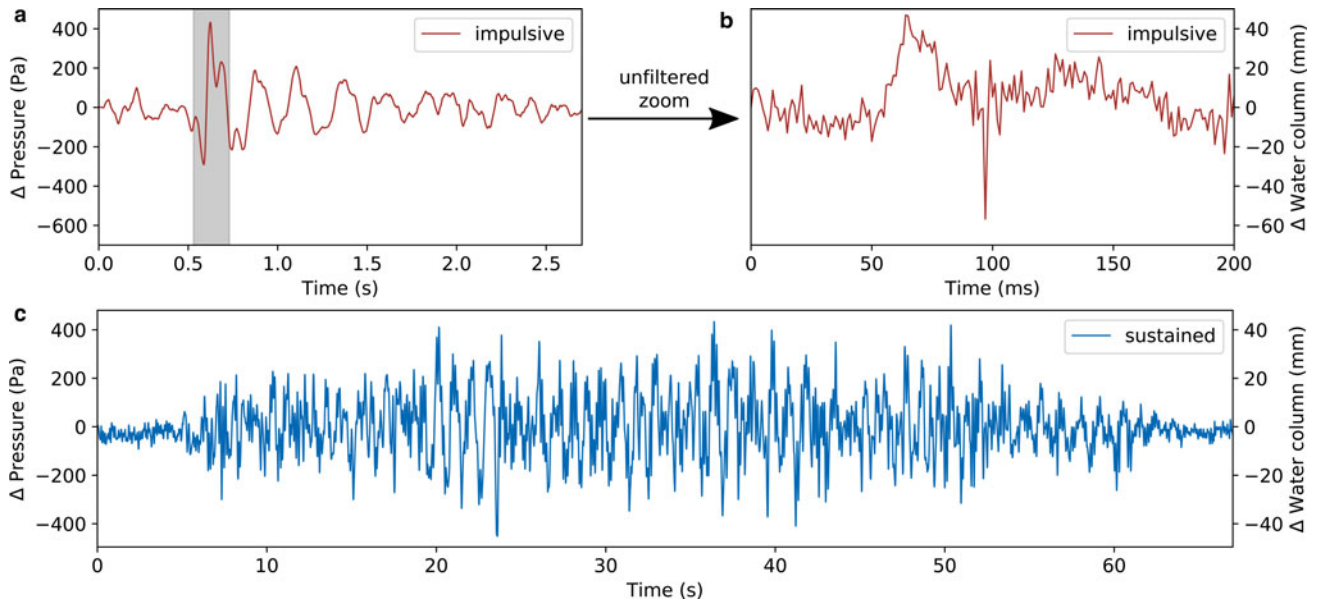 a
Δ Pressure (Pa)
400
200
0
−200
−400
−600
impulsive
0.0 0.5 1.0 1.5 2.0 2.5
Time (s)
unfiltered
zoom
b
impulsive
40
20
0
−20
−40
−60
Δ Water column (mm)
0 50 100 150 200
Time (ms)
c
Δ Pressure (Pa)
400
200
0
−200
−400
sustained
40
20
0
−20
−40
Δ Water column (mm)
0 10 20 30 40 50 60
Time (s)